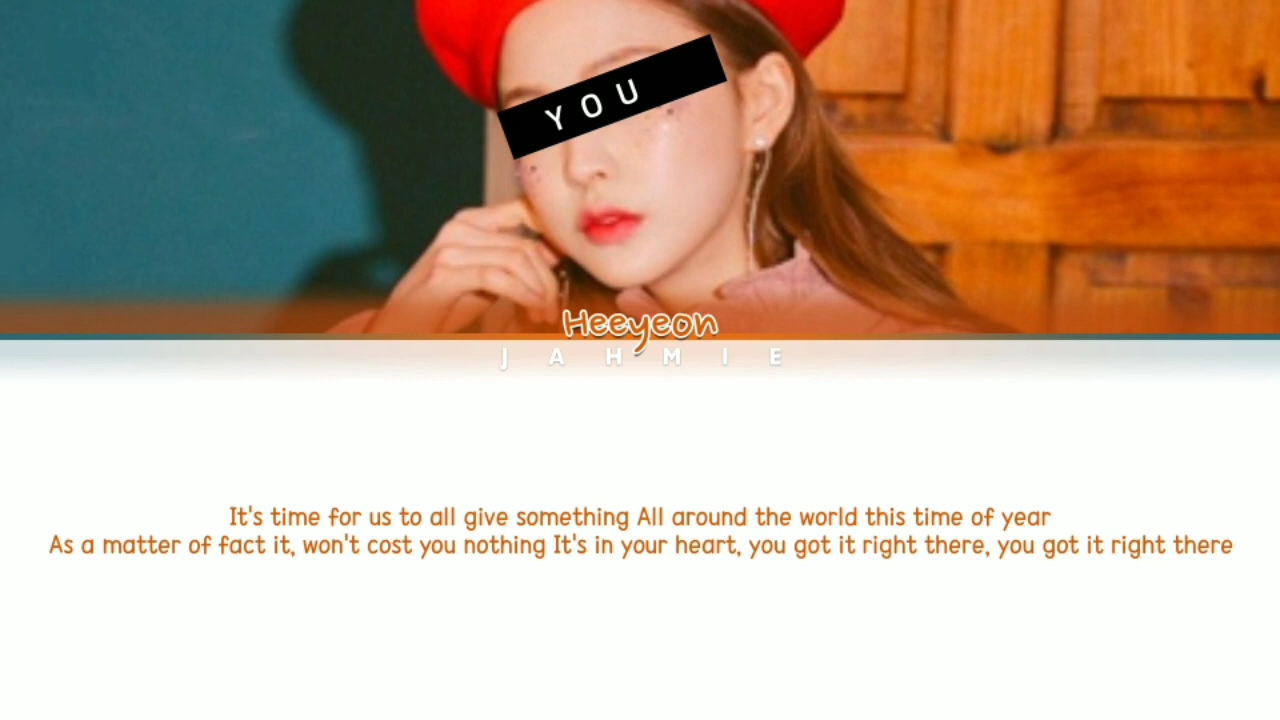 YOU
Heeyeon
JAHMIE
It's time for us to all give something All around the world this time of year
As a matter of fact it, won't cost you nothing It's in your heart, you got it right there, you got it right there